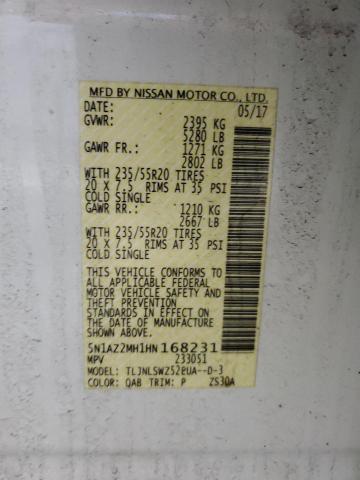 MFD BY NISSAN MOTOR CO., LTD.
DATE: 05/17
GVWR: 2395 KG
5280 LB
GAWR FR.: 1271 KG
2802 LB
WITH 235/55R20 TIRES
20 X 7.5 RIMS AT 35 PSI
COLD SINGLE
GAWR RR.: 1210 KG
2667 LB
WITH 235/55R20 TIRES
20 X 7.5 RIMS AT 35 PSI
COLD SINGLE
THIS VEHICLE CONFORMS TO
ALL APPLICABLE FEDERAL
MOTOR VEHICLE SAFETY BUMPER
AND THEFT PREVENTION
STANDARDS IN EFFECT ON THE
DATE OF MANUFACTURE
SHOWN ABOVE.
5N1AZ2MH1HN168231
MPV 233051
MODEL: TLJNLSWZ52EUA--D-3
COLOR: QAB TRIM: P ZS30A